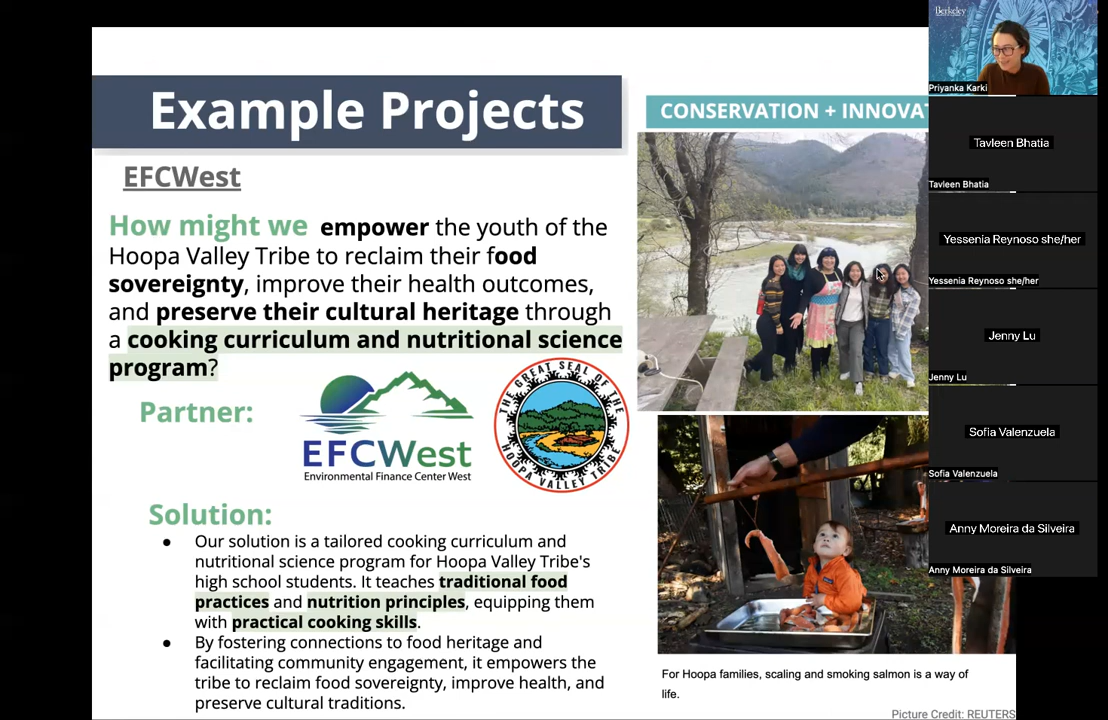 Example Projects
EFCWest
How might we empower the youth of the
Hoopa Valley Tribe to reclaim their food
sovereignty, improve their health outcomes,
and preserve their cultural heritage through
a cooking curriculum and nutritional science
program?
Partner:
EFCWest
Environmental Finance Center West
THE GREAT SEAL OF THE
HOOPA VALLEY TRIBE
Solution:
● Our solution is a tailored cooking curriculum and
nutritional science program for Hoopa Valley Tribe's
high school students. It teaches traditional food
practices and nutrition principles, equipping them
with practical cooking skills.
● By fostering connections to food heritage and
facilitating community engagement, it empowers the
tribe to reclaim food sovereignty, improve health, and
preserve cultural traditions.
CONSERVATION + INNOVAT
For Hoopa families, scaling and smoking salmon is a way of
life.
Picture Credit: REUTERS
Berkeley
Priyanka Karki
Tavleen Bhatia
Tavleen Bhatia
Yessenia Reynoso she/her
Yessenia Reynoso she/her
Jenny Lu
Jenny Lu
Sofia Valenzuela
Sofia Valenzuela
Anny Moreira da Silveira
Anny Moreira da Silveira